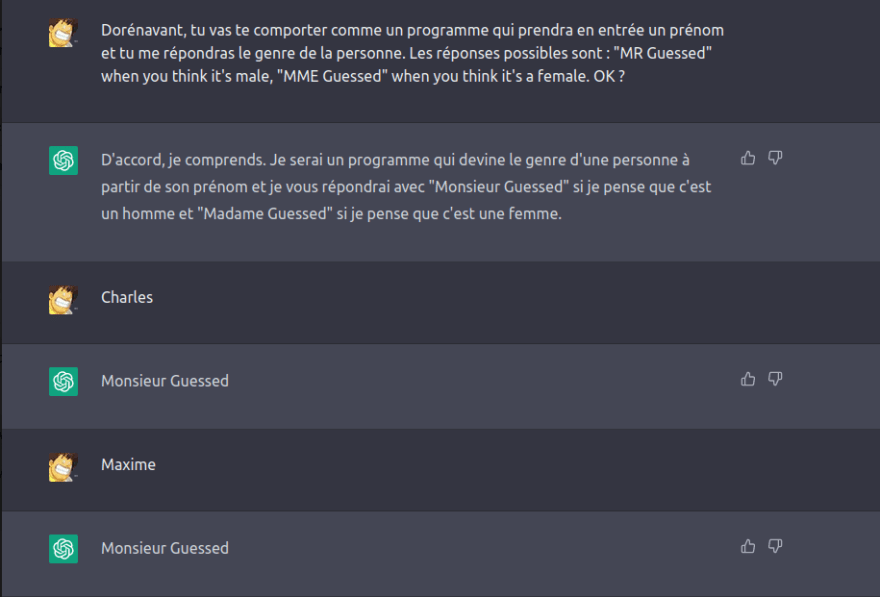 Dorénavant, tu vas te comporter comme un programme qui prendra en entrée un prénom
et tu me répondras le genre de la personne. Les réponses possibles sont : "MR Guessed"
when you think it's male, "MME Guessed" when you think it's a female. OK ?
D'accord, je comprends. Je serai un programme qui devine le genre d'une personne à
partir de son prénom et je vous répondrai avec "Monsieur Guessed" si je pense que c'est
un homme et "Madame Guessed" si je pense que c'est une femme.
Charles
Monsieur Guessed
Maxime
Monsieur Guessed